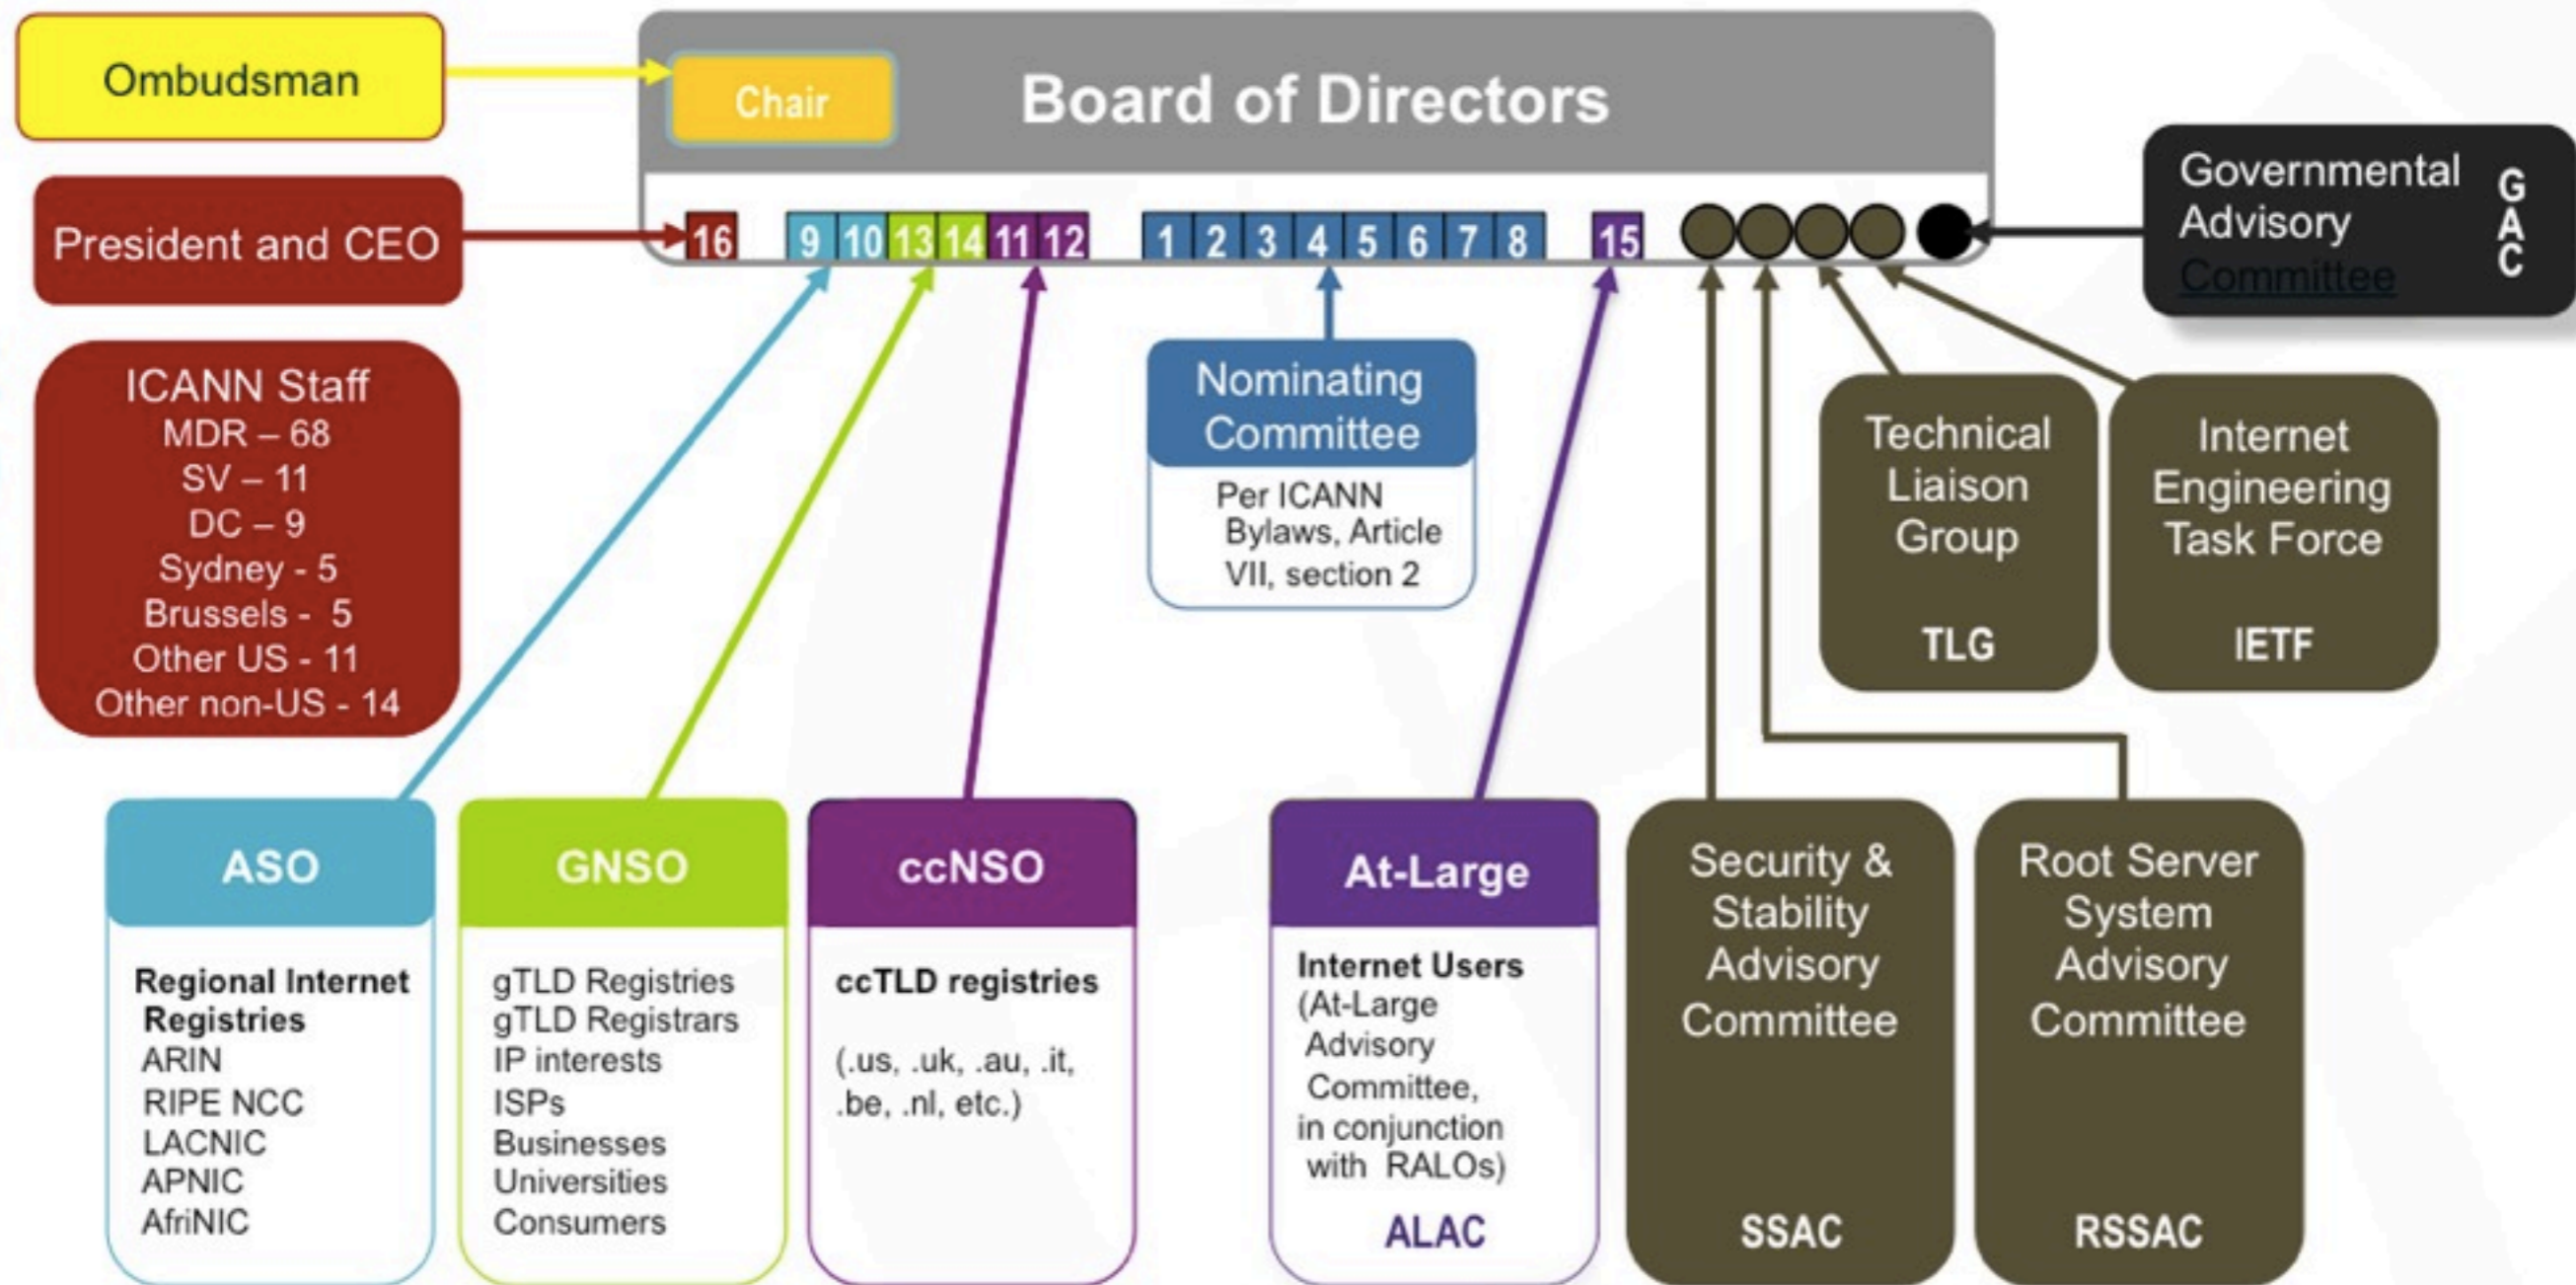 Ombudsman
Chair
Board of Directors
President and CEO
16
9 10 13 14 11 12
1 2 3 4 5 6 7 8
15
Governmental
Advisory
Committee
GAC
ICANN Staff
MDR – 68
SV – 11
DC – 9
Sydney - 5
Brussels - 5
Other US - 11
Other non-US - 14
Nominating
Committee
Per ICANN
Bylaws, Article
VII, section 2
Technical
Liaison
Group
TLG
Internet
Engineering
Task Force
IETF
ASO
Regional Internet
Registries
ARIN
RIPE NCC
LACNIC
APNIC
AfriNIC
GNSO
gTLD Registries
gTLD Registrars
IP interests
ISPs
Businesses
Universities
Consumers
ccNSO
ccTLD registries
(.us, .uk, .au, .it,
.be, .nl, etc.)
At-Large
Internet Users
(At-Large
Advisory
Committee,
in conjunction
with RALOs)
ALAC
Security &
Stability
Advisory
Committee
SSAC
Root Server
System
Advisory
Committee
RSSAC